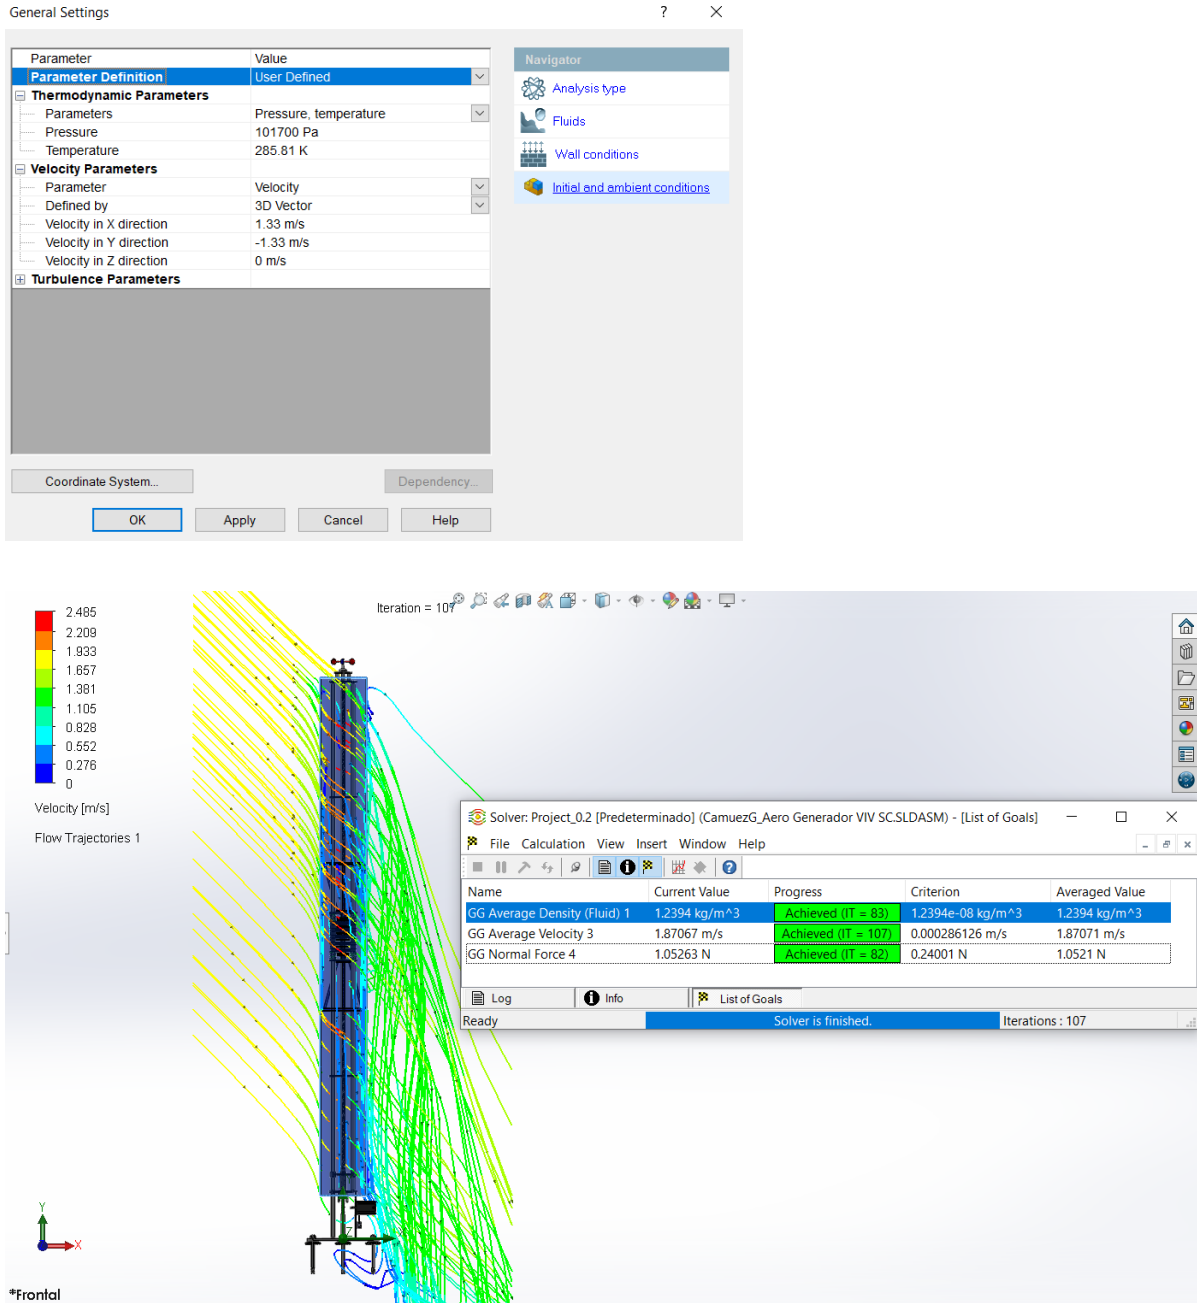 General Settings
? ×
Parameter Value
Parameter Definition User Defined
Thermodynamic Parameters
Parameters Pressure, temperature
Pressure 101700 Pa
Temperature 285.81 K
Velocity Parameters
Parameter Velocity
Defined by 3D Vector
Velocity in X direction 1.33 m/s
Velocity in Y direction -1.33 m/s
Velocity in Z direction 0 m/s
Turbulence Parameters
Navigator
Analysis type
Fluids
Wall conditions
Initial and ambient conditions
Coordinate System...
Dependency...
OK Apply Cancel Help
Iteration = 107
2.485
2.209
1.933
1.657
1.381
1.105
0.828
0.552
0.276
0
Velocity [m/s]
Flow Trajectories 1
Solver: Project_0.2 [Predeterminado] (CamuezG_Aero Generador VIV SC.SLDASM) - [List of Goals]
File Calculation View Insert Window Help
Name Current Value Progress Criterion Averaged Value
GG Average Density (Fluid) 1 1.2394 kg/m^3 Achieved (IT = 83) 1.2394e-08 kg/m^3 1.2394 kg/m^3
GG Average Velocity 3 1.87067 m/s Achieved (IT = 107) 0.000286126 m/s 1.87071 m/s
GG Normal Force 4 1.05263 N Achieved (IT = 82) 0.24001 N 1.0521 N
Log Info List of Goals
Ready Solver is finished. Iterations : 107
Y
X
Z
*Frontal